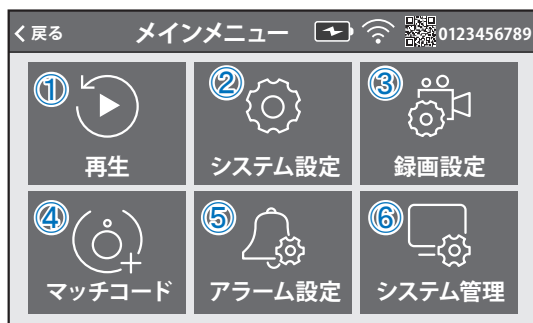 く戻る メインメニュー 0123456789
① ② ③
再生 システム設定 録画設定
④ ⑤ ⑥
マッチコード アラーム設定 システム管理